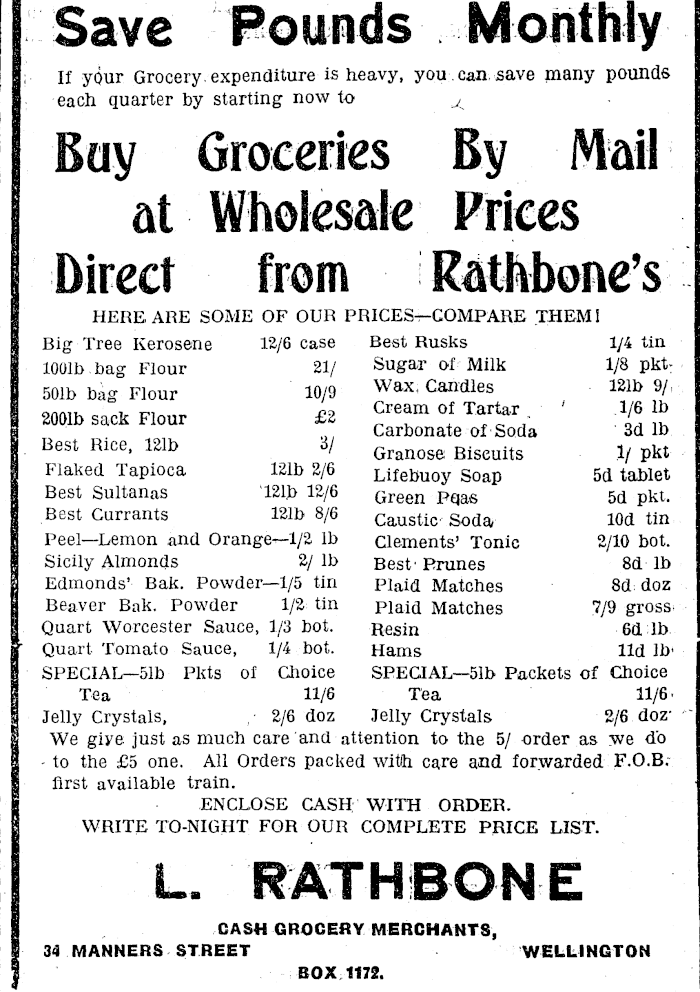 Save Pounds Monthly
If your Grocery expenditure is heavy, you can save many pounds
each quarter by starting now to
Buy Groceries By Mail
at Wholesale Prices
Direct from Rathbone's
HERE ARE SOME OF OUR PRICES—COMPARE THEM!
Big Tree Kerosene 12/6 case
100lb bag Flour 21/
50lb bag Flour 10/9
200lb sack Flour £2
Best Rice, 12lb 3/
Flaked Tapioca 12lb 2/6
Best Sultanas 12lb 12/6
Best Currants 12lb 8/6
Peel—Lemon and Orange—1/2 lb
Sicily Almonds 2/ lb
Edmonds' Bak. Powder—1/5 tin
Beaver Bak. Powder 1/2 tin
Quart Worcester Sauce, 1/3 bot.
Quart Tomato Sauce, 1/4 bot.
SPECIAL—5lb Pkts of Choice
Tea 11/6
Jelly Crystals, 2/6 doz
Best Rusks 1/4 tin
Sugar of Milk 1/8 pkt.
Wax Candles 12lb 9/
Cream of Tartar 1/6 lb
Carbonate of Soda 3d lb
Granose Biscuits 1/ pkt
Lifebuoy Soap 5d tablet
Green Peas 5d pkt.
Caustic Soda 10d tin
Clements' Tonic 2/10 bot.
Best Prunes 8d lb
Plaid Matches 8d doz
Plaid Matches 7/9 gross
Resin 6d lb
Hams 11d lb
SPECIAL—5lb Packets of Choice
Tea 11/6
Jelly Crystals 2/6 doz
We give just as much care and attention to the 5/ order as we do
to the £5 one. All Orders packed with care and forwarded F.O.B.
first available train.
ENCLOSE CASH WITH ORDER.
WRITE TO-NIGHT FOR OUR COMPLETE PRICE LIST.
L. RATHBONE
CASH GROCERY MERCHANTS,
34 MANNERS STREET WELLINGTON
BOX 1172.